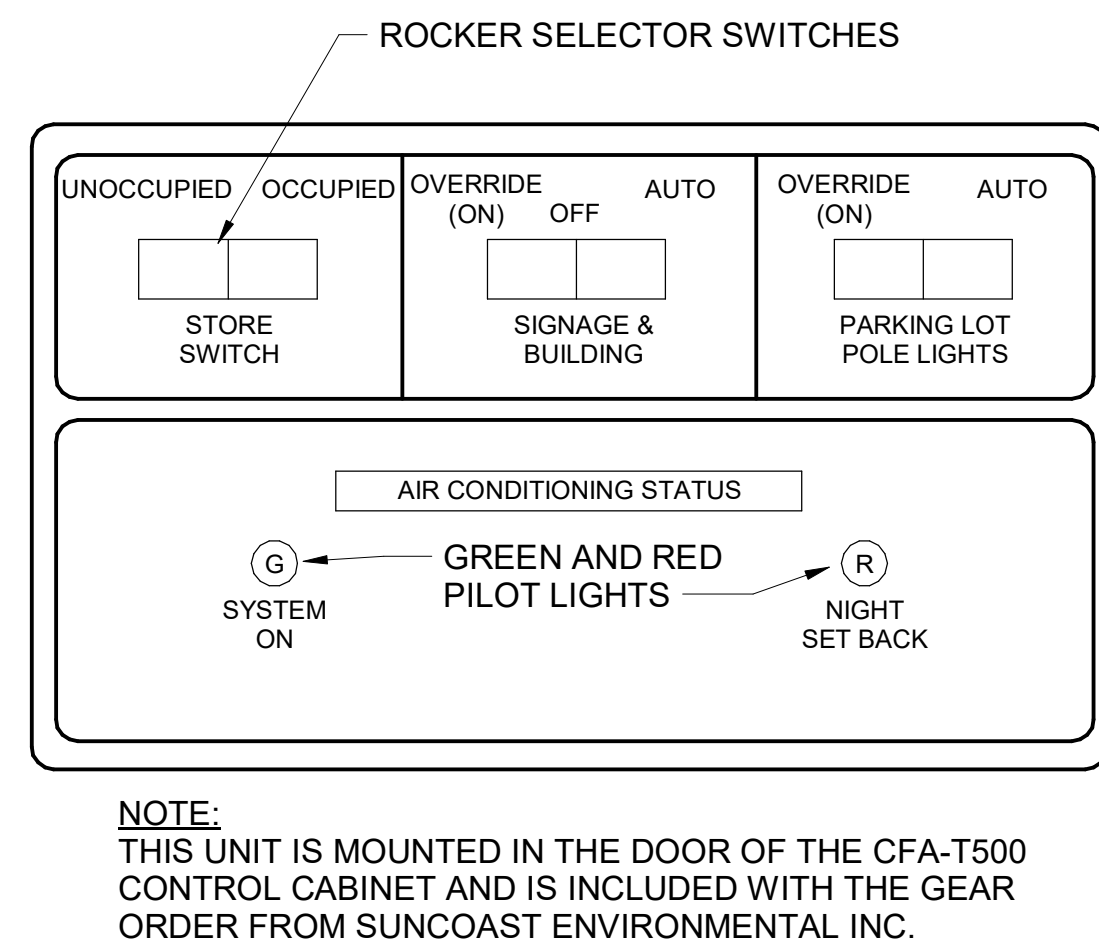 ROCKER SELECTOR SWITCHES
UNOCCUPIED OCCUPIED
STORE
SWITCH
OVERRIDE
(ON) OFF AUTO
SIGNAGE &
BUILDING
OVERRIDE
(ON) AUTO
PARKING LOT
POLE LIGHTS
AIR CONDITIONING STATUS
G
SYSTEM
ON
GREEN AND RED
PILOT LIGHTS
R
NIGHT
SET BACK
NOTE:
THIS UNIT IS MOUNTED IN THE DOOR OF THE CFA-T500
CONTROL CABINET AND IS INCLUDED WITH THE GEAR
ORDER FROM SUNCOAST ENVIRONMENTAL INC.